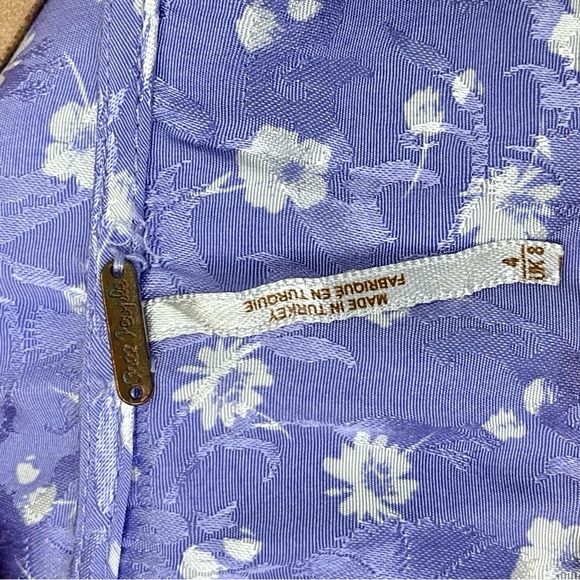 free people
MADE IN TURKEY
FABRIQUE EN TURQUIE
4
UK 8